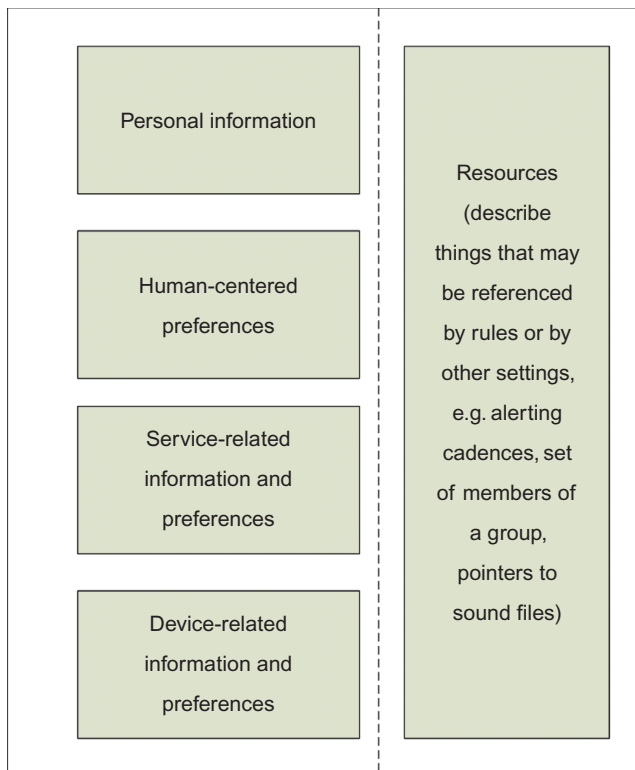 Personal information
Human-centered
preferences
Service-related
information and
preferences
Device-related
information and
preferences
Resources
(describe
things that may
be referenced
by rules or by
other settings,
e.g. alerting
cadences, set
of members of
a group,
pointers to
sound files)